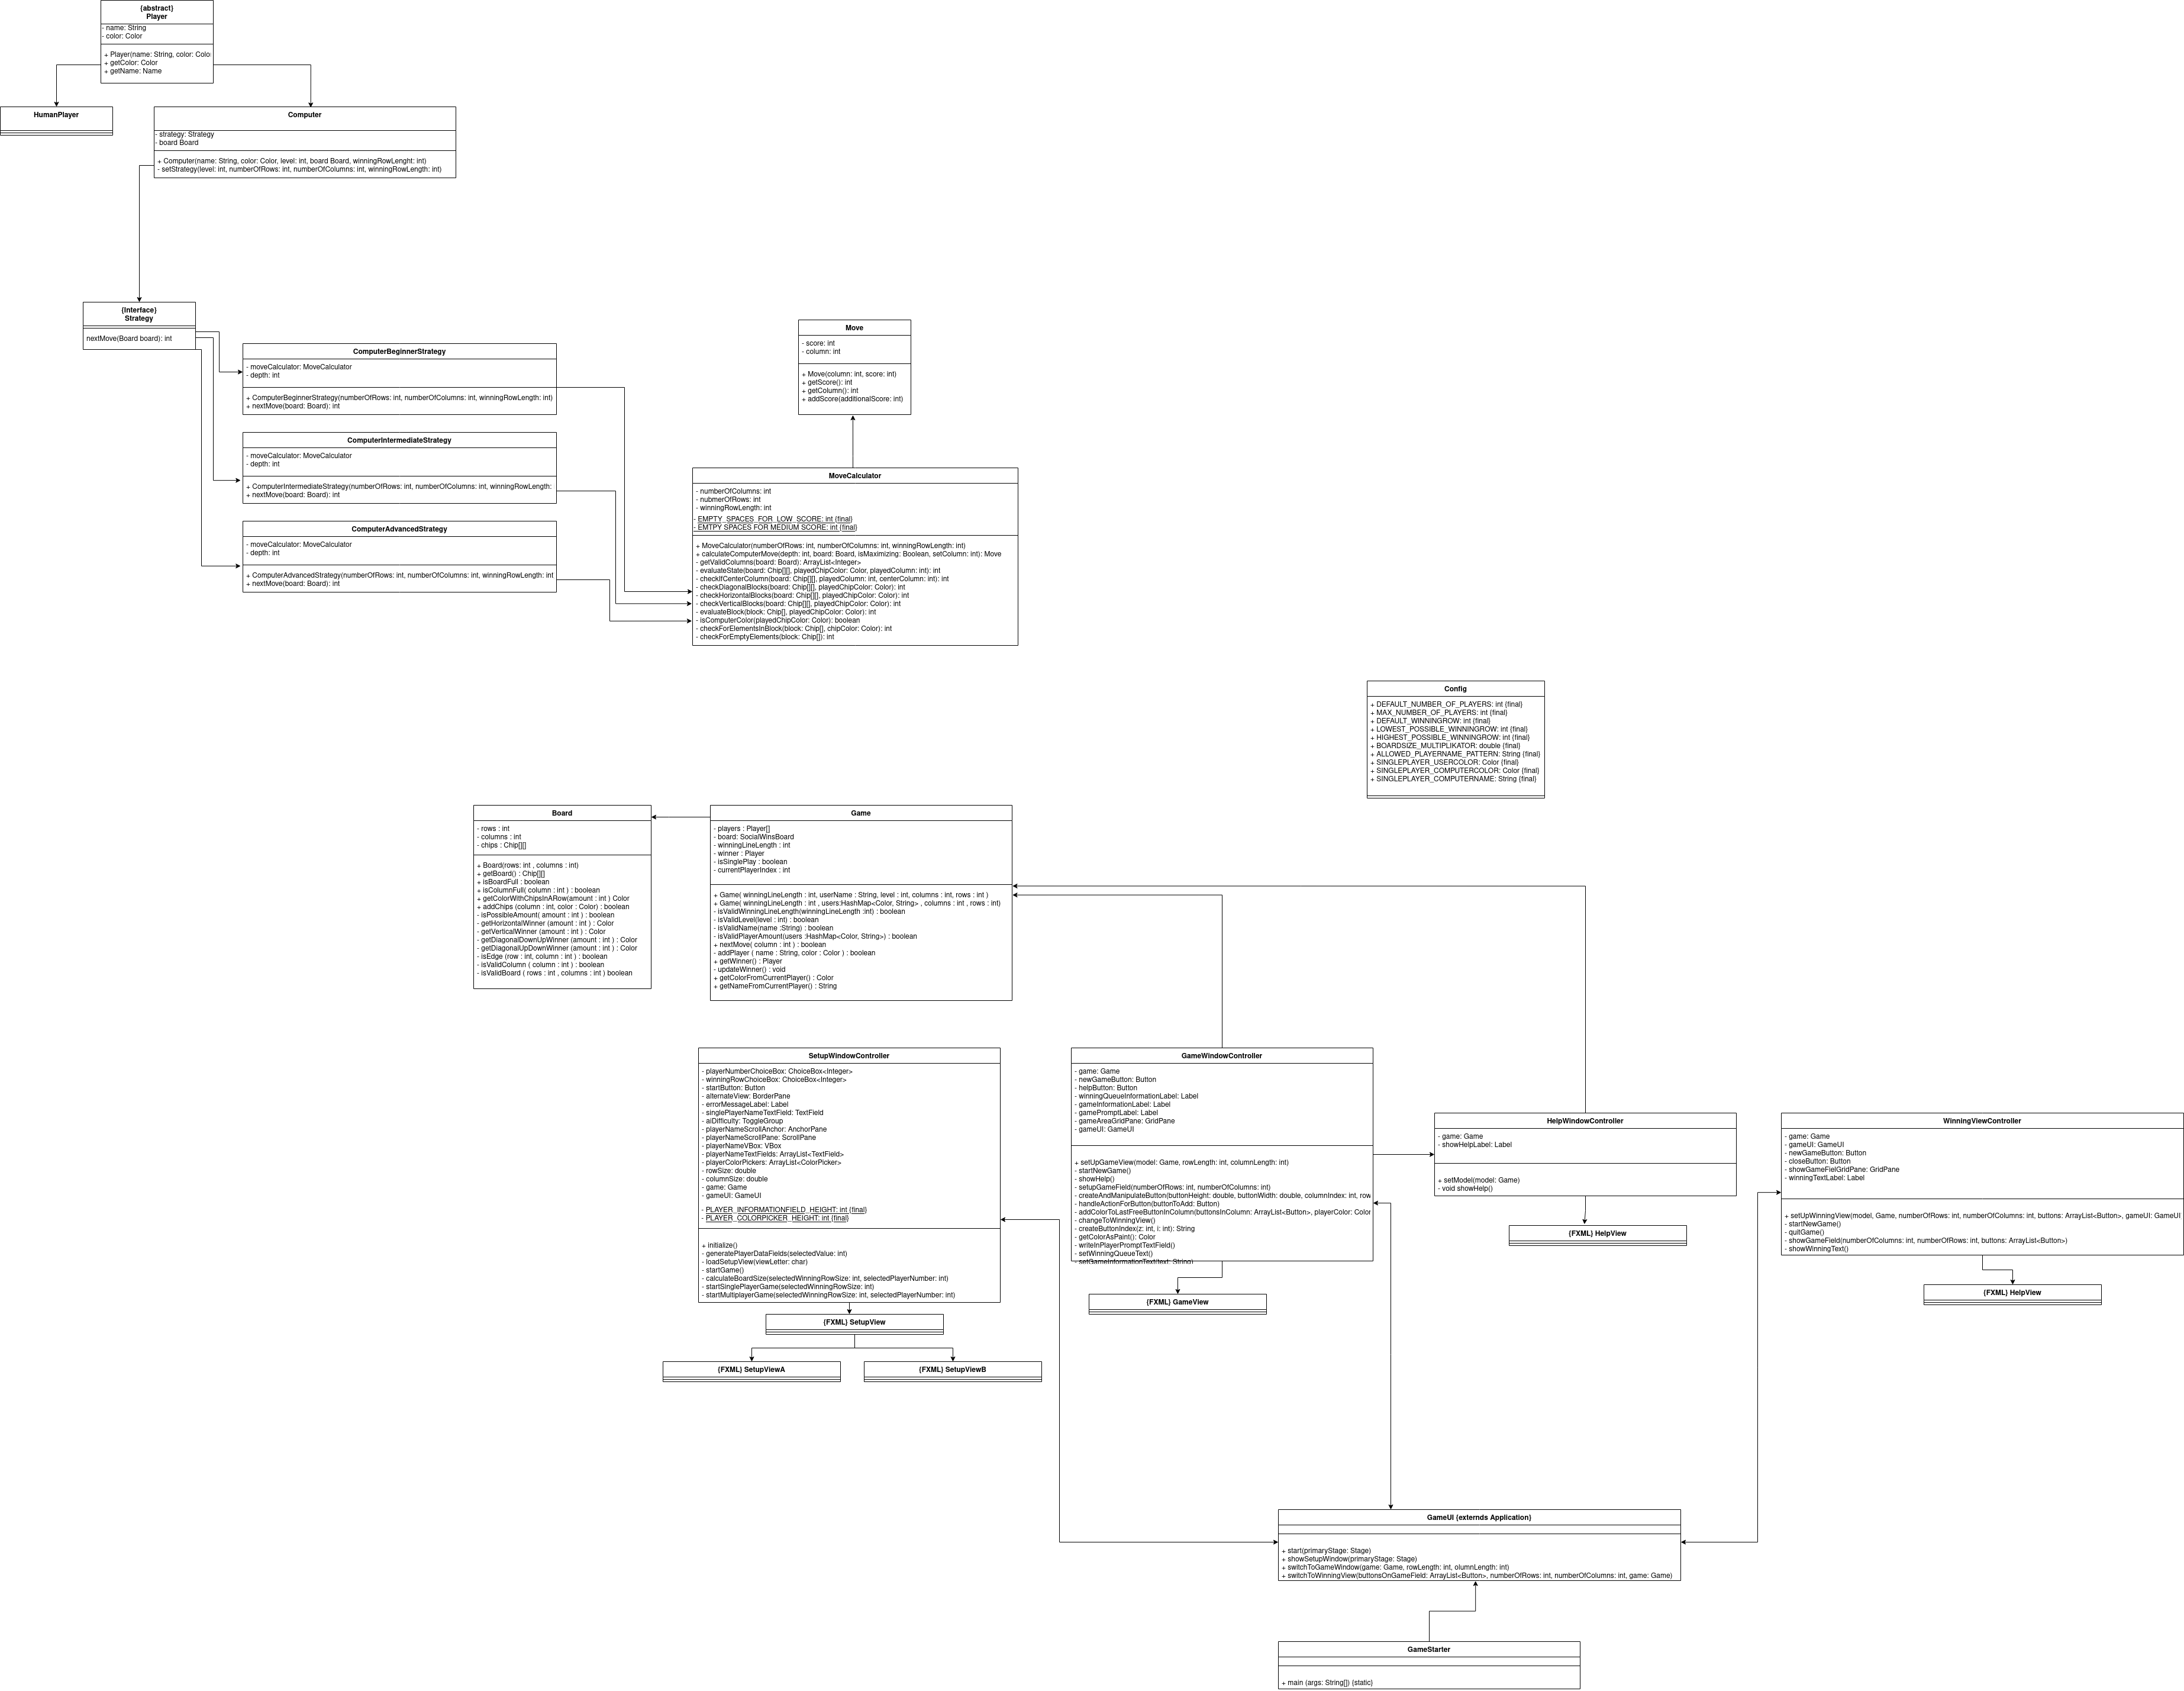 {abstract}
Player
- name: String
- color: Color
+ Player(name: String, color: Colo
+ getColor: Color
+ getName: Name
HumanPlayer
Computer
- strategy: Strategy
- board Board
+ Computer(name: String, color: Color, level: int, board Board, winningRowLenght: int)
- setStrategy(level: int, numberOfRows: int, numberOfColumns: int, winningRowLength: int)
{Interface}
Strategy
nextMove(Board board): int
ComputerBeginnerStrategy
- moveCalculator: MoveCalculator
- depth: int
+ ComputerBeginnerStrategy(numberOfRows: int, numberOfColumns: int, winningRowLength: int)
+ nextMove(board: Board): int
ComputerIntermediateStrategy
- moveCalculator: MoveCalculator
- depth: int
+ ComputerIntermediateStrategy(numberOfRows: int, numberOfColumns: int, winningRowLength:
+ nextMove(board: Board): int
ComputerAdvancedStrategy
- moveCalculator: MoveCalculator
- depth: int
+ ComputerAdvancedStrategy(numberOfRows: int, numberOfColumns: int, winningRowLength: int
+ nextMove(board: Board): int
Move
- score: int
- column: int
+ Move(column: int, score: int)
+ getScore(): int
+ getColumn(): int
+ addScore(additionalScore: int)
MoveCalculator
- numberOfColumns: int
- nubmerOfRows: int
- winningRowLength: int
- EMPTY_SPACES_FOR_LOW_SCORE: int {final}
- EMTPY SPACES FOR MEDIUM SCORE: int {final}
+ MoveCalculator(numberOfRows: int, numberOfColumns: int, winningRowLength: int)
+ calculateComputerMove(depth: int, board: Board, isMaximizing: Boolean, setColumn: int): Move
- getValidColumns(board: Board): ArrayList<Integer>
- evaluateState(board: Chip[][], playedChipColor: Color, playedColumn: int): int
- checkIfCenterColumn(board: Chip[][], playedColumn: int, centerColumn: int): int
- checkDiagonalBlocks(board: Chip[][], playedChipColor: Color): int
- checkHorizontalBlocks(board: Chip[][], playedChipColor: Color): int
- checkVerticalBlocks(board: Chip[][], playedChipColor: Color): int
- evaluateBlock(block: Chip[], playedChipColor: Color): int
- isComputerColor(playedChipColor: Color): boolean
- checkForElementsInBlock(block: Chip[], chipColor: Color): int
- checkForEmptyElements(block: Chip[]): int
Config
+ DEFAULT_NUMBER_OF_PLAYERS: int {final}
+ MAX_NUMBER_OF_PLAYERS: int {final}
+ DEFAULT_WINNINGROW: int {final}
+ LOWEST_POSSIBLE_WINNINGROW: int {final}
+ HIGHEST_POSSIBLE_WINNINGROW: int {final}
+ BOARDSIZE_MULTIPLIKATOR: double {final}
+ ALLOWED_PLAYERNAME_PATTERN: String {final}
+ SINGLEPLAYER_USERCOLOR: Color {final}
+ SINGLEPLAYER_COMPUTERCOLOR: Color {final}
+ SINGLEPLAYER_COMPUTERNAME: String {final}
Board
- rows : int
- columns : int
- chips : Chip[][]
+ Board(rows: int , columns : int)
+ getBoard() : Chip[][]
+ isBoardFull : boolean
+ isColumnFull( column : int ) : boolean
+ getColorWithChipsInARow(amount : int ) Color
+ addChips (column : int, color : Color) : boolean
- isPossibleAmount( amount : int ) : boolean
- getHorizontalWinner (amount : int ) : Color
- getVerticalWinner (amount : int ) : Color
- getDiagonalDownUpWinner (amount : int ) : Color
- getDiagonalUpDownWinner (amount : int ) : Color
- isEdge (row : int, column : int ) : boolean
- isValidColumn ( column : int ) : boolean
- isValidBoard ( rows : int , columns : int ) boolean
Game
- players : Player[]
- board: SocialWinsBoard
- winningLineLength : int
- winner : Player
- isSinglePlay : boolean
- currentPlayerIndex : int
+ Game( winningLineLength : int, userName : String, level : int, columns : int, rows : int )
+ Game( winningLineLength : int , users:HashMap<Color, String> , columns : int , rows : int)
- isValidWinningLineLength(winningLineLength :int) : boolean
- isValidLevel(level : int) : boolean
- isValidName(name :String) : boolean
- isValidPlayerAmount(users :HashMap<Color, String>) : boolean
+ nextMove( column : int ) : boolean
- addPlayer ( name : String, color : Color ) : boolean
+ getWinner() : Player
- updateWinner() : void
+ getColorFromCurrentPlayer() : Color
+ getNameFromCurrentPlayer() : String
SetupWindowController
- playerNumberChoiceBox: ChoiceBox<Integer>
- winningRowChoiceBox: ChoiceBox<Integer>
- startButton: Button
- alternateView: BorderPane
- errorMessageLabel: Label
- singlePlayerNameTextField: TextField
- aiDifficulty: ToggleGroup
- playerNameScrollAnchor: AnchorPane
- playerNameScrollPane: ScrollPane
- playerNameVBox: VBox
- playerNameTextFields: ArrayList<TextField>
- playerColorPickers: ArrayList<ColorPicker>
- rowSize: double
- columnSize: double
- game: Game
- gameUI: GameUI
- PLAYER_INFORMATIONFIELD_HEIGHT: int {final}
- PLAYER_COLORPICKER_HEIGHT: int {final}
+ initialize()
- generatePlayerDataFields(selectedValue: int)
- loadSetupView(viewLetter: char)
- startGame()
- calculateBoardSize(selectedWinningRowSize: int, selectedPlayerNumber: int)
- startSinglePlayerGame(selectedWinningRowSize: int)
- startMultiplayerGame(selectedWinningRowSize: int, selectedPlayerNumber: int)
{FXML} SetupView
{FXML} SetupViewA
{FXML} SetupViewB
GameWindowController
- game: Game
- newGameButton: Button
- helpButton: Button
- winningQueueInformationLabel: Label
- gameInformationLabel: Label
- gamePromptLabel: Label
- gameAreaGridPane: GridPane
- gameUI: GameUI
+ setUpGameView(model: Game, rowLength: int, columnLength: int)
- startNewGame()
- showHelp()
- setupGameField(numberOfRows: int, numberOfColumns: int)
- createAndManipulateButton(buttonHeight: double, buttonWidth: double, columnIndex: int, row
- handleActionForButton(buttonToAdd: Button)
- addColorToLastFreeButtonInColumn(buttonsInColumn: ArrayList<Button>, playerColor: Color
- changeToWinningView()
- createButtonIndex(z: int, i: int): String
- getColorAsPaint(): Color
- writeInPlayerPromptTextField()
- setWinningQueueText()
- setGameInformationText(text: String)
{FXML} GameView
HelpWindowController
- game: Game
- showHelpLabel: Label
+ setModel(model: Game)
- void showHelp()
{FXML} HelpView
WinningViewController
- game: Game
- gameUI: GameUI
- newGameButton: Button
- closeButton: Button
- showGameFielGridPane: GridPane
- winningTextLabel: Label
+ setUpWinningView(model, Game, numberOfRows: int, numberOfColumns: int, buttons: ArrayList<Button>, gameUI: GameUI
- startNewGame()
- quitGame()
- showGameField(numberOfColumns: int, numberOfRows: int, buttons: ArrayList<Button>)
- showWinningText()
{FXML} HelpView
GameUI {externds Application}
+ start(primaryStage: Stage)
+ showSetupWindow(primaryStage: Stage)
+ switchToGameWindow(game: Game, rowLength: int, olumnLength: int)
+ switchToWinningView(buttonsOnGameField: ArrayList<Button>, numberOfRows: int, numberOfColumns: int, game: Game)
GameStarter
+ main (args: String[]) {static}